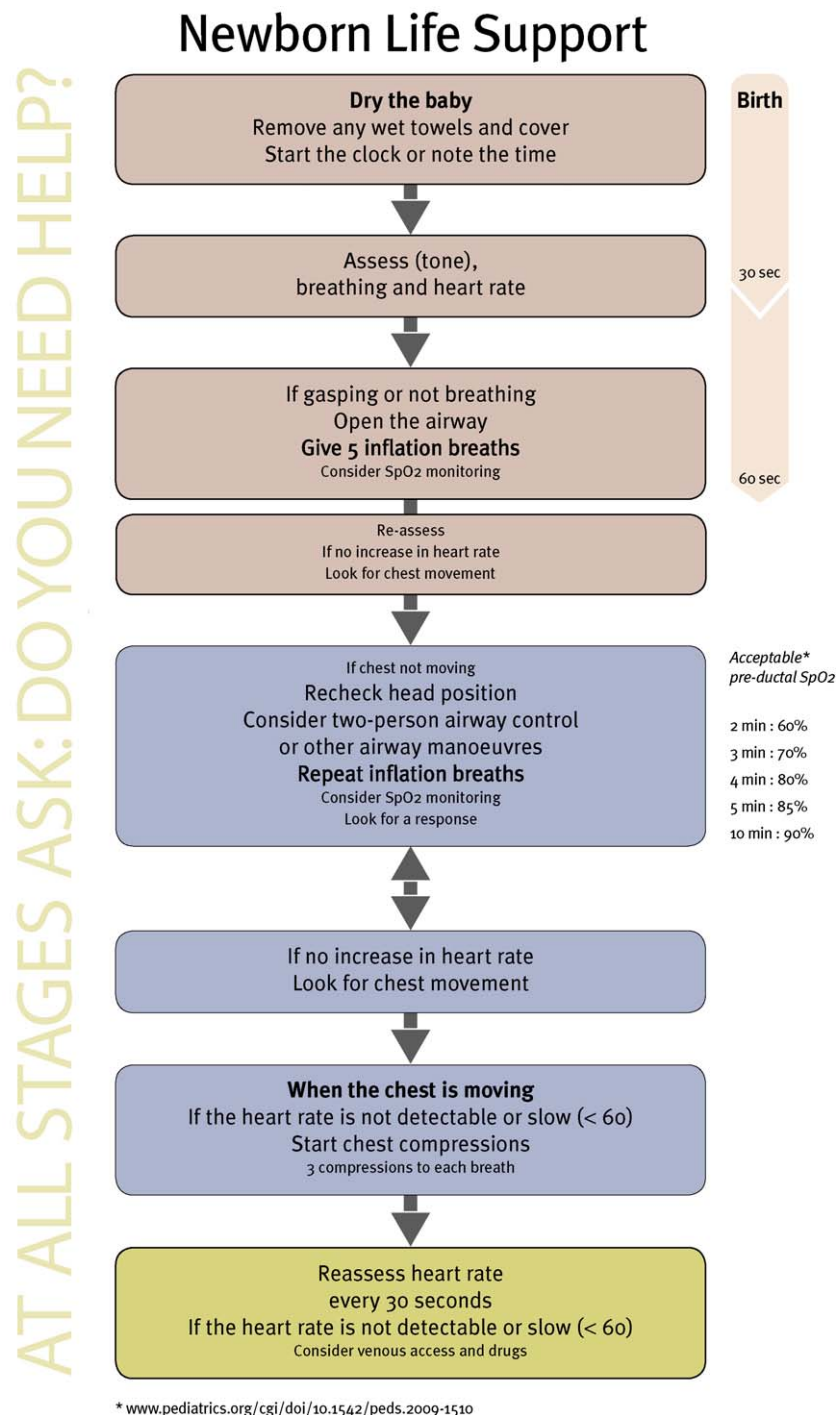 Newborn Life Support
AT ALL STAGES ASK: DO YOU NEED HELP?
Dry the baby
Remove any wet towels and cover
Start the clock or note the time
Birth
Assess (tone),
breathing and heart rate
30 sec
If gasping or not breathing
Open the airway
Give 5 inflation breaths
Consider SpO2 monitoring
60 sec
Re-assess
If no increase in heart rate
Look for chest movement
If chest not moving
Recheck head position
Consider two-person airway control
or other airway manoeuvres
Repeat inflation breaths
Consider SpO2 monitoring
Look for a response
Acceptable*
pre-ductal SpO2
2 min : 60%
3 min : 70%
4 min : 80%
5 min : 85%
10 min : 90%
If no increase in heart rate
Look for chest movement
When the chest is moving
If the heart rate is not detectable or slow (< 60)
Start chest compressions
3 compressions to each breath
Reassess heart rate
every 30 seconds
If the heart rate is not detectable or slow (< 60)
Consider venous access and drugs
* www.pediatrics.org/cgi/doi/10.1542/peds.2009-1510